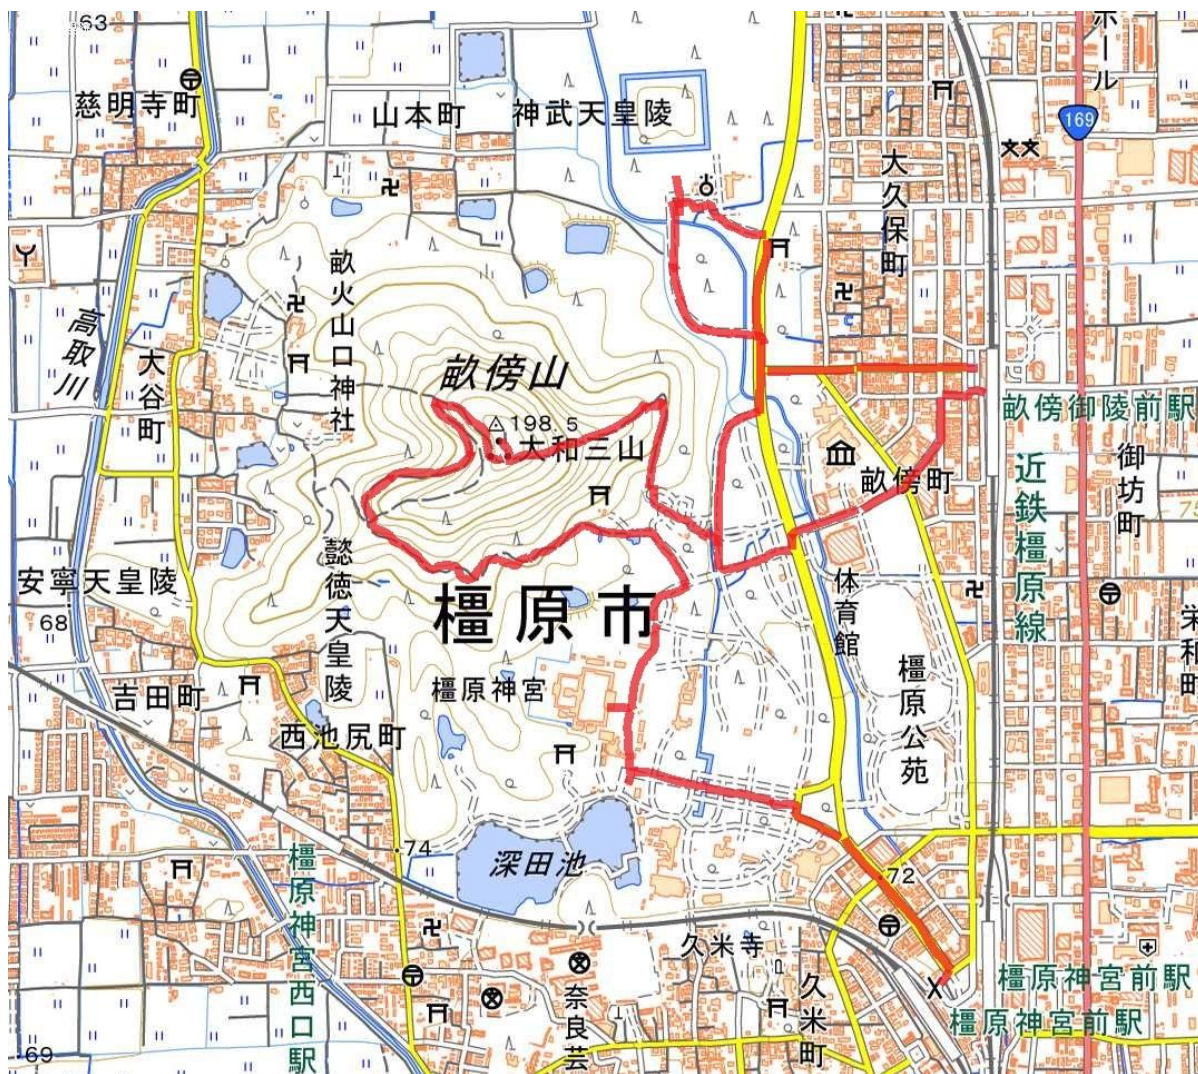 63
慈明寺町
山本町
神武天皇陵
169
大久保町
畝火山口神社
高取川
大谷町
畝傍山
198.5
大和三山
畝傍御陵前駅
畝傍町
御坊町
近鉄橿原線
安寧天皇陵
68
懿徳天皇陵
橿原市
体育館
栄和町
吉田町
橿原神宮
橿原公苑
西池尻町
74
深田池
72
橿原神宮西口駅
久米寺
橿原神宮前駅
橿原神宮前駅
奈良芸
久米町
69